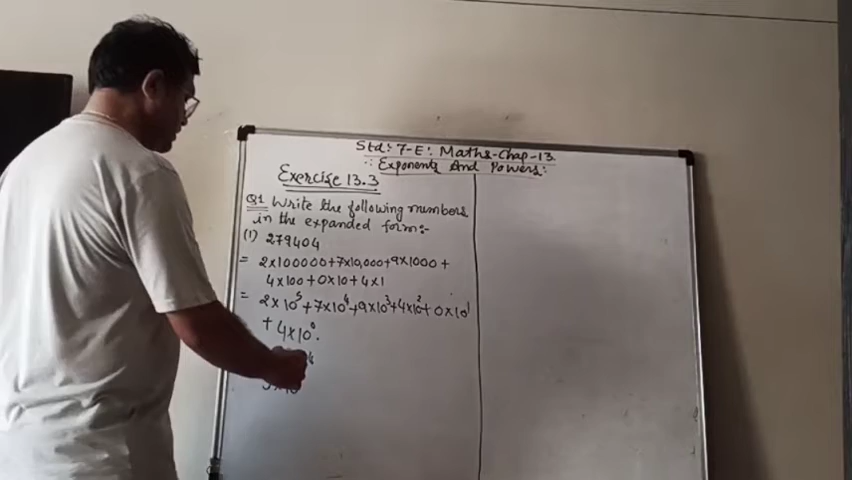 Std: 7-E: Maths-Chap-13
∴ Exponents And Powers:
Exercise 13.3
Q1 Write the following numbers
in the expanded form:-
(1) 279404
= 2×100000+7×10,000+9×1000+
4×100+0×10+4×1
= 2×10⁵+7×10⁴+9×10³+4×10²+0×10¹
+ 4×10⁰.